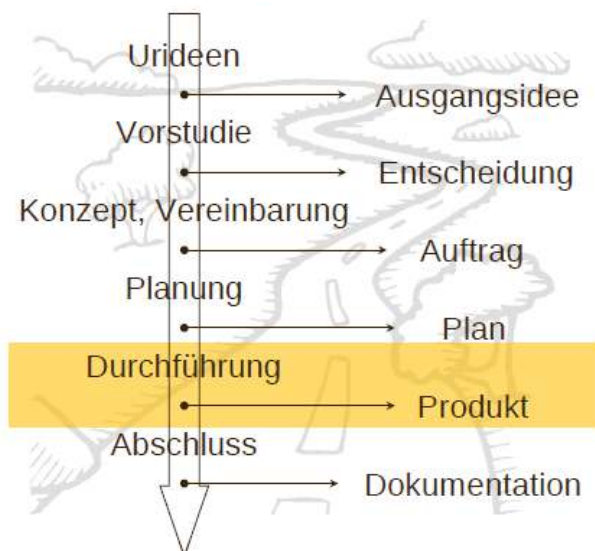 Urideen
Ausgangsidee
Vorstudie
Entscheidung
Konzept, Vereinbarung
Auftrag
Planung
Plan
Durchführung
Produkt
Abschluss
Dokumentation